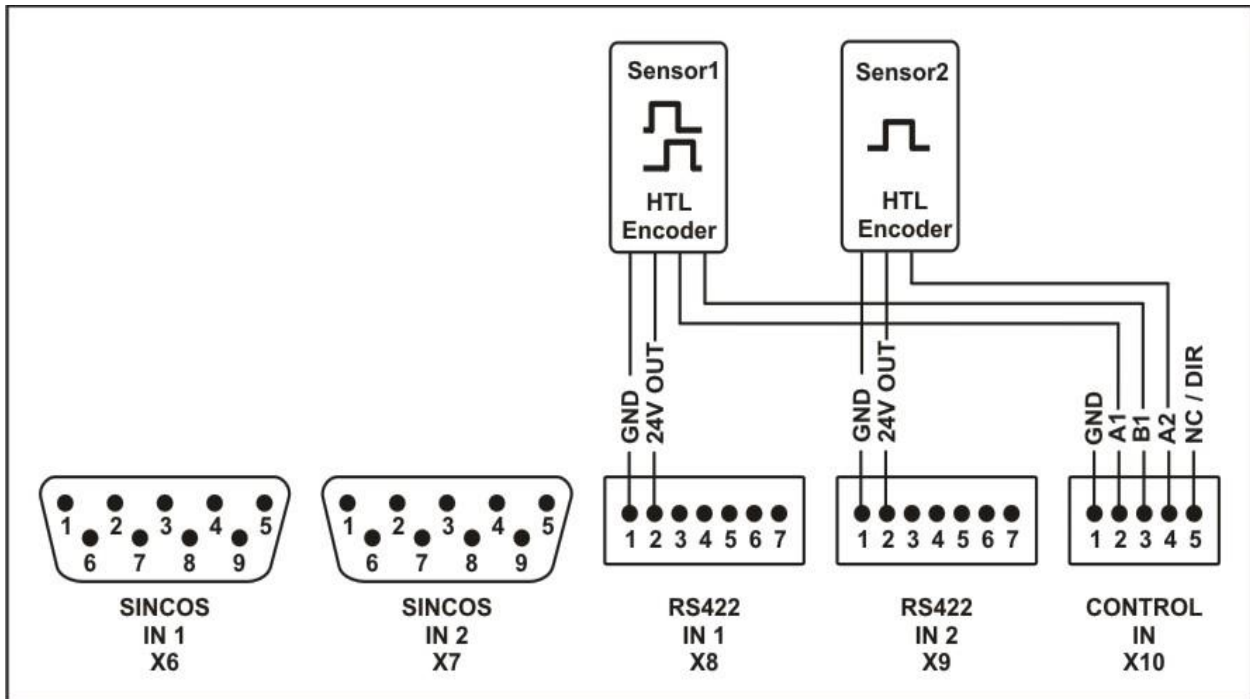 Sensor1
HTL
Encoder
Sensor2
HTL
Encoder
GND
24V OUT
GND
24V OUT
GND
A1
B1
A2
NC / DIR
1 2 3 4 5
6 7 8 9
SINCOS
IN 1
X6
1 2 3 4 5
6 7 8 9
SINCOS
IN 2
X7
1 2 3 4 5 6 7
RS422
IN 1
X8
1 2 3 4 5 6 7
RS422
IN 2
X9
1 2 3 4 5
CONTROL
IN
X10